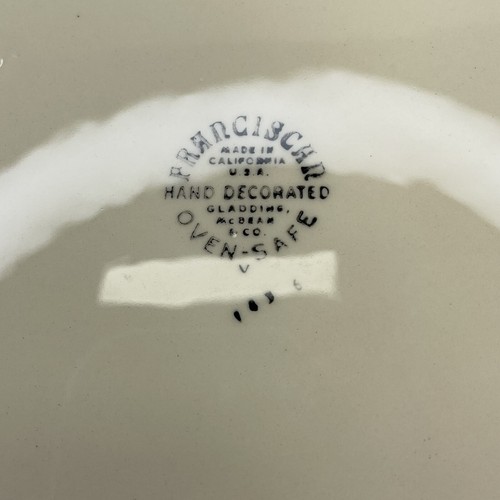 FRANCISCAN
MADE IN
CALIFORNIA
U.S.A.
HAND DECORATED
GLADDING,
McBEAN
& CO.
OVEN-SAFE
V